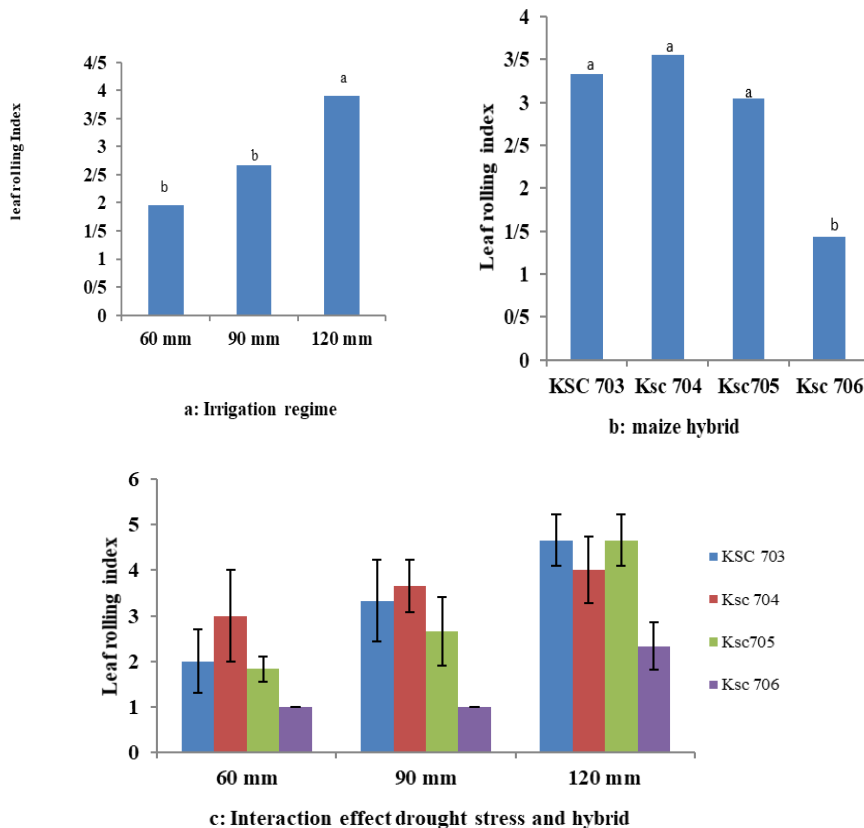 leaf rolling Index
4/5
4
3/5
3
2/5
2
1/5
1
0/5
0
b
b
a
60 mm
90 mm
120 mm
a: Irrigation regime
Leaf rolling index
4
3/5
3
2/5
2
1/5
1
0/5
0
a
a
a
b
KSC 703
Ksc 704
Ksc705
Ksc 706
b: maize hybrid
Leaf rolling index
6
5
4
3
2
1
0
60 mm
90 mm
120 mm
KSC 703
Ksc 704
Ksc705
Ksc 706
c: Interaction effect drought stress and hybrid